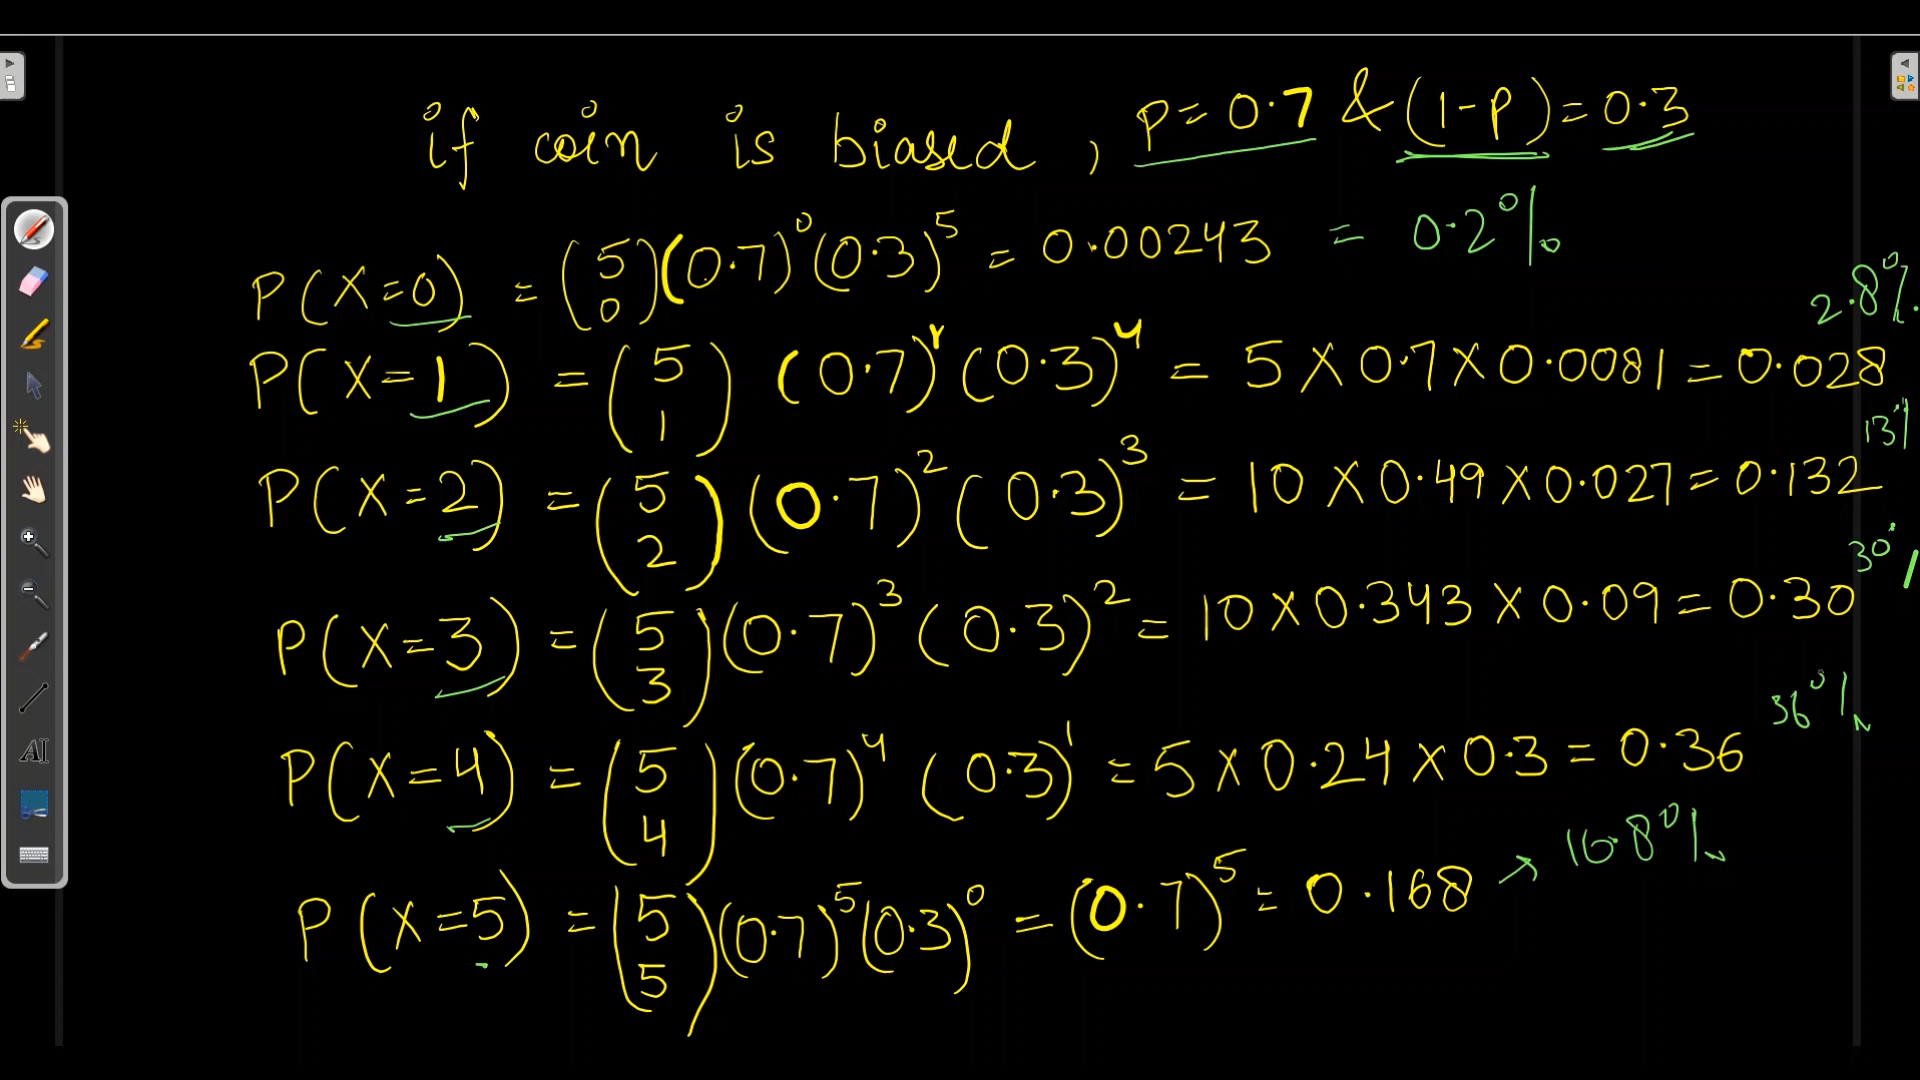 if coin is biased, p = 0.7 & (1-p) = 0.3
P(X=0) = (5 0)(0.7)^0(0.3)^5 = 0.00243 = 0.2%
2.8%
P(X=1) = (5 1)(0.7)^1(0.3)^4 = 5 × 0.7 × 0.0081 = 0.028
13%
P(X=2) = (5 2)(0.7)^2(0.3)^3 = 10 × 0.49 × 0.027 = 0.132
30%
P(X=3) = (5 3)(0.7)^3(0.3)^2 = 10 × 0.343 × 0.09 = 0.30
36%
P(X=4) = (5 4)(0.7)^4(0.3)^1 = 5 × 0.24 × 0.3 = 0.36
P(X=5) = (5 5)(0.7)^5(0.3)^0 = (0.7)^5 = 0.168 → 16.8%